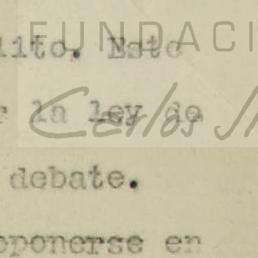 FUNDACI
lito. Este
r la ley de
Carlos
debate.
oponerse en